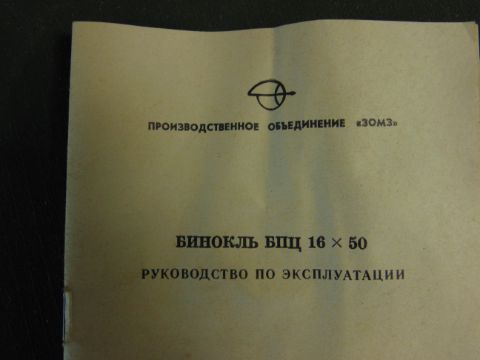 ПРОИЗВОДСТВЕННОЕ ОБЪЕДИНЕНИЕ «ЗОМЗ»
БИНОКЛЬ БПЦ 16 × 50
РУКОВОДСТВО ПО ЭКСПЛУАТАЦИИ